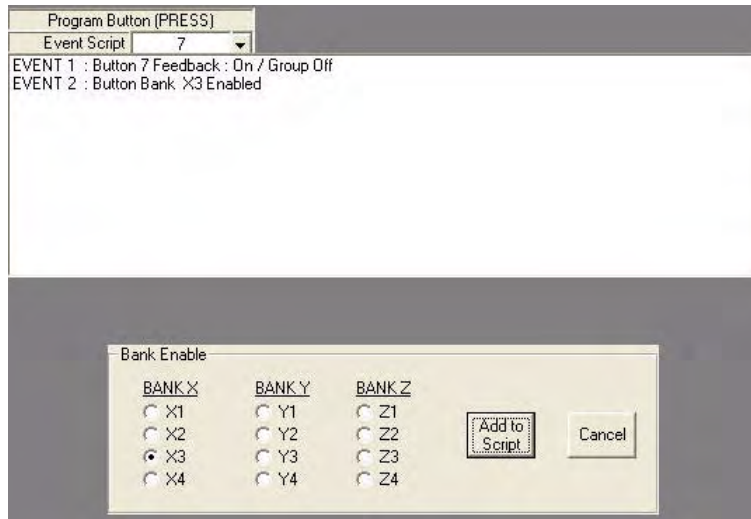 Program Button (PRESS)
Event Script 7
EVENT 1 : Button 7 Feedback : On / Group Off
EVENT 2 : Button Bank X3 Enabled
Bank Enable
BANK X BANK Y BANK Z
X1 Y1 Z1
X2 Y2 Z2
X3 Y3 Z3
X4 Y4 Z4
Add to
Script
Cancel